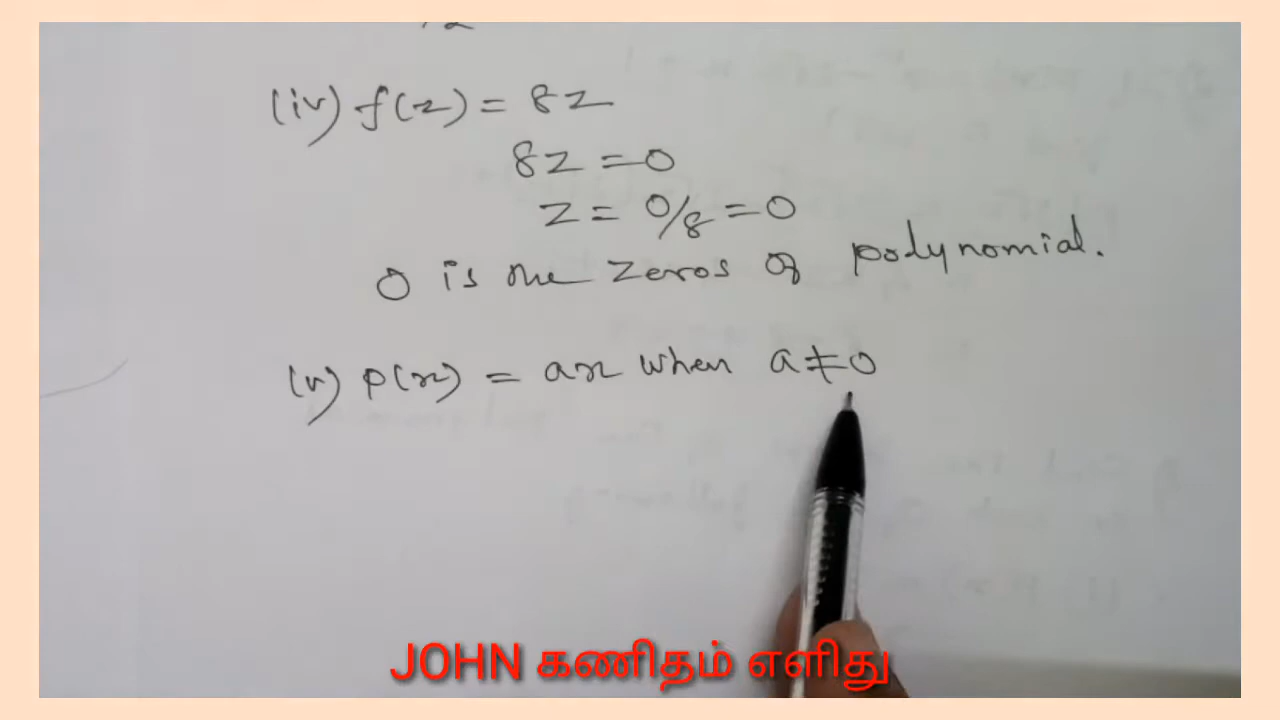 (iv) f(z) = 8z
8z = 0
z = 0/8 = 0
0 is the zeros of polynomial.
(v) p(x) = ax when a ≠ 0
JOHN கணிதம் எளிது